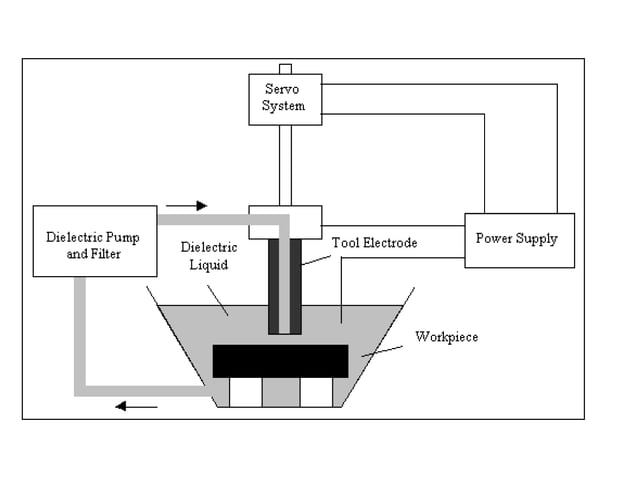 Servo
System
Dielectric Pump
and Filter
Dielectric
Liquid
Tool Electrode
Power Supply
Workpiece